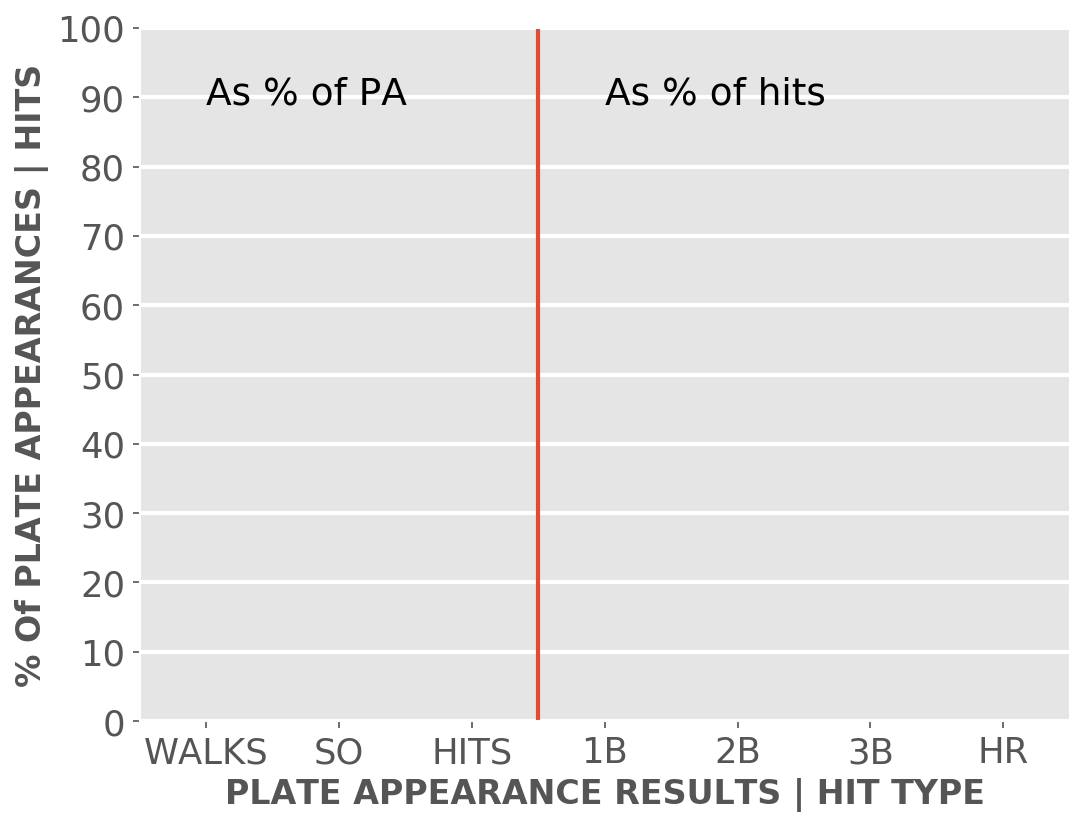 % Of PLATE APPEARANCES | HITS
100
90
80
70
60
50
40
30
20
10
0
As % of PA
As % of hits
WALKS SO HITS 1B 2B 3B HR
PLATE APPEARANCE RESULTS | HIT TYPE